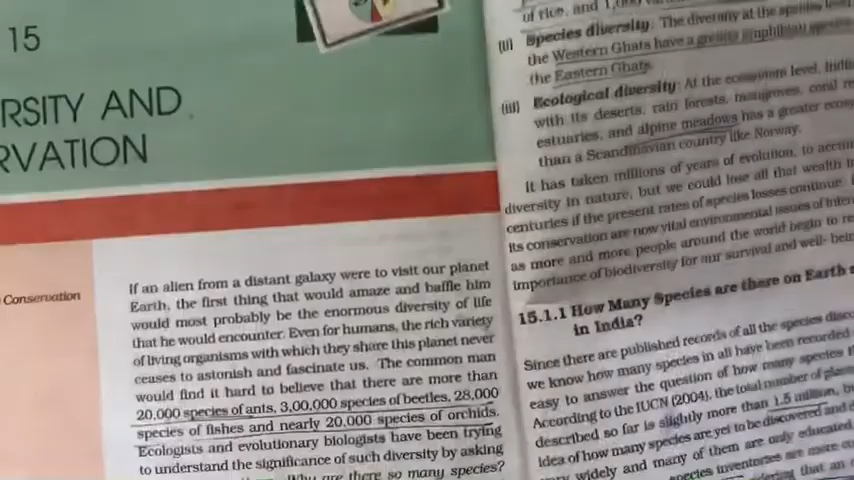 15
RSITY AND
RVATION
Conservation
If an alien from a distant galaxy were to visit our planet
Earth, the first thing that would amaze and baffle him
would most probably be the enormous diversity of life
that he would encounter. Even for humans, the rich variety
of living organisms with which they share this planet never
ceases to astonish and fascinate us. The common man
would find it hard to believe that there are more than
20,000 species of ants, 3,00,000 species of beetles, 28,000
species of fishes and nearly 20,000 species of orchids.
Ecologists and evolutionary biologists have been trying
to understand the significance of such diversity by asking
Why are there so many species?
of rice, and 1,000
(ii) Species diversity: The diversity at the species level
the Western Ghats have a greater amphibian species
the Eastern Ghats.
(iii) Ecological diversity: At the ecosystem level, India
with its deserts, rain forests, mangroves, coral re
estuaries, and alpine meadows has a greater ecosy
than a Scandinavian country like Norway.
It has taken millions of years of evolution, to accum
diversity in nature, but we could lose all that wealth i
centuries if the present rates of species losses continue.
its conservation are now vital environmental issues of inter
as more and more people around the world begin to re
importance of biodiversity for our survival and well- bein
15.1.1 How Many Species are there on Earth a
in India?
Since there are published records of all the species disco
we know how many species in all have been recorded
easy to answer the question of how many species t
According to the IUCN (2004), the total number of plan
described so far is slightly more than 1.5 million, bu
idea of how many species are yet to be discovered and d
widely and many of them are only educated
species inventories are more co
that an